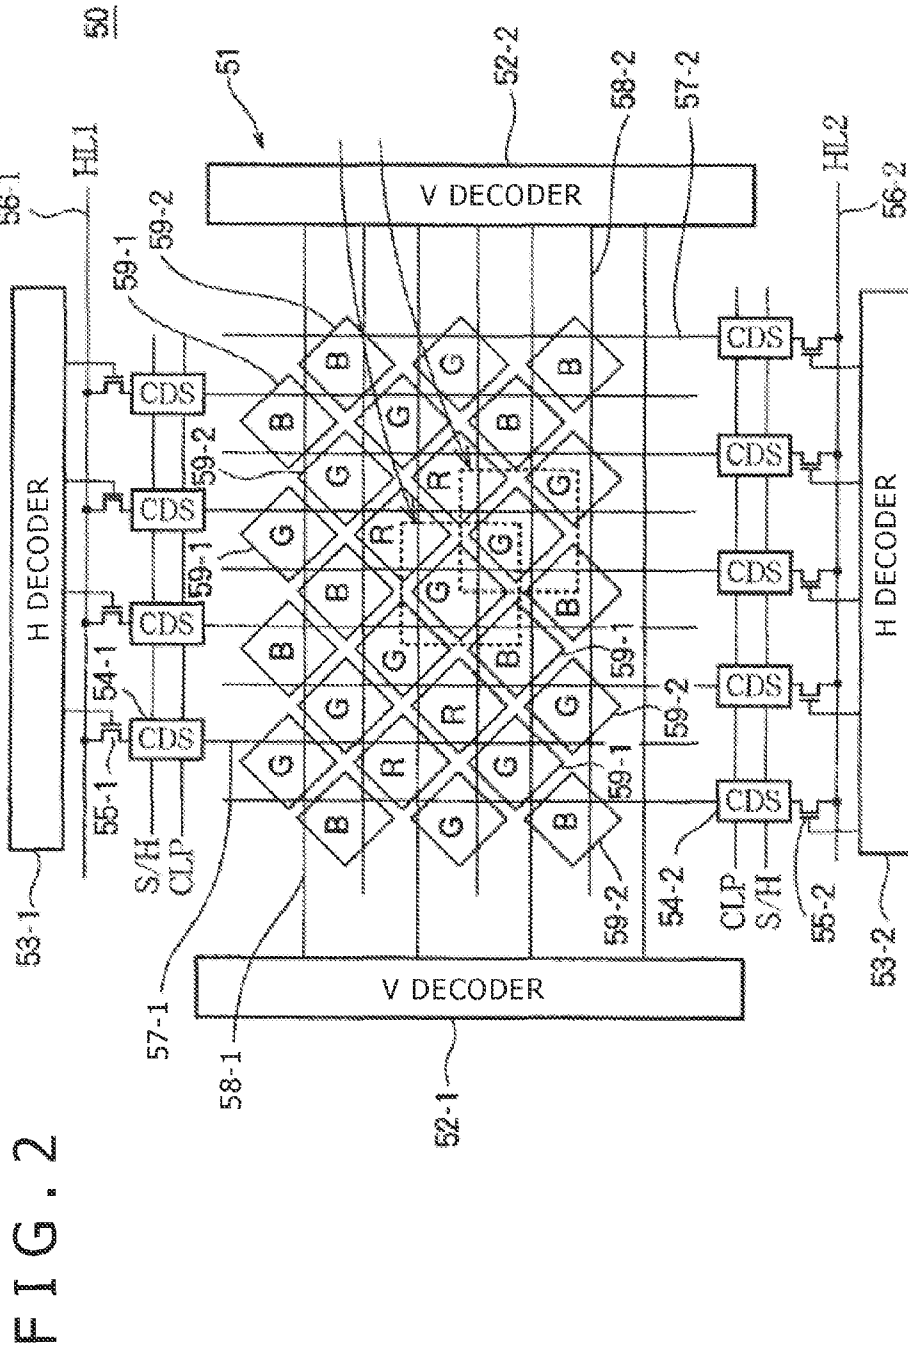 FIG.2
50
51
56-1
HL1
H DECODER
53-1
59-1
59-2
V DECODER
52-2
58-2
57-2
HL2
56-2
CDS
CDS
CDS
CDS
54-1
55-1
S/H
CLP
59-2
59-1
B G B
B G B
G R G
G R G
B G B
B G B
G R G
G R G
B G B
59-1
59-2
59-1
59-2
CDS
CDS
CDS
CDS
CDS
54-2
CLP
S/H
55-2
H DECODER
53-2
57-1
58-1
V DECODER
52-1